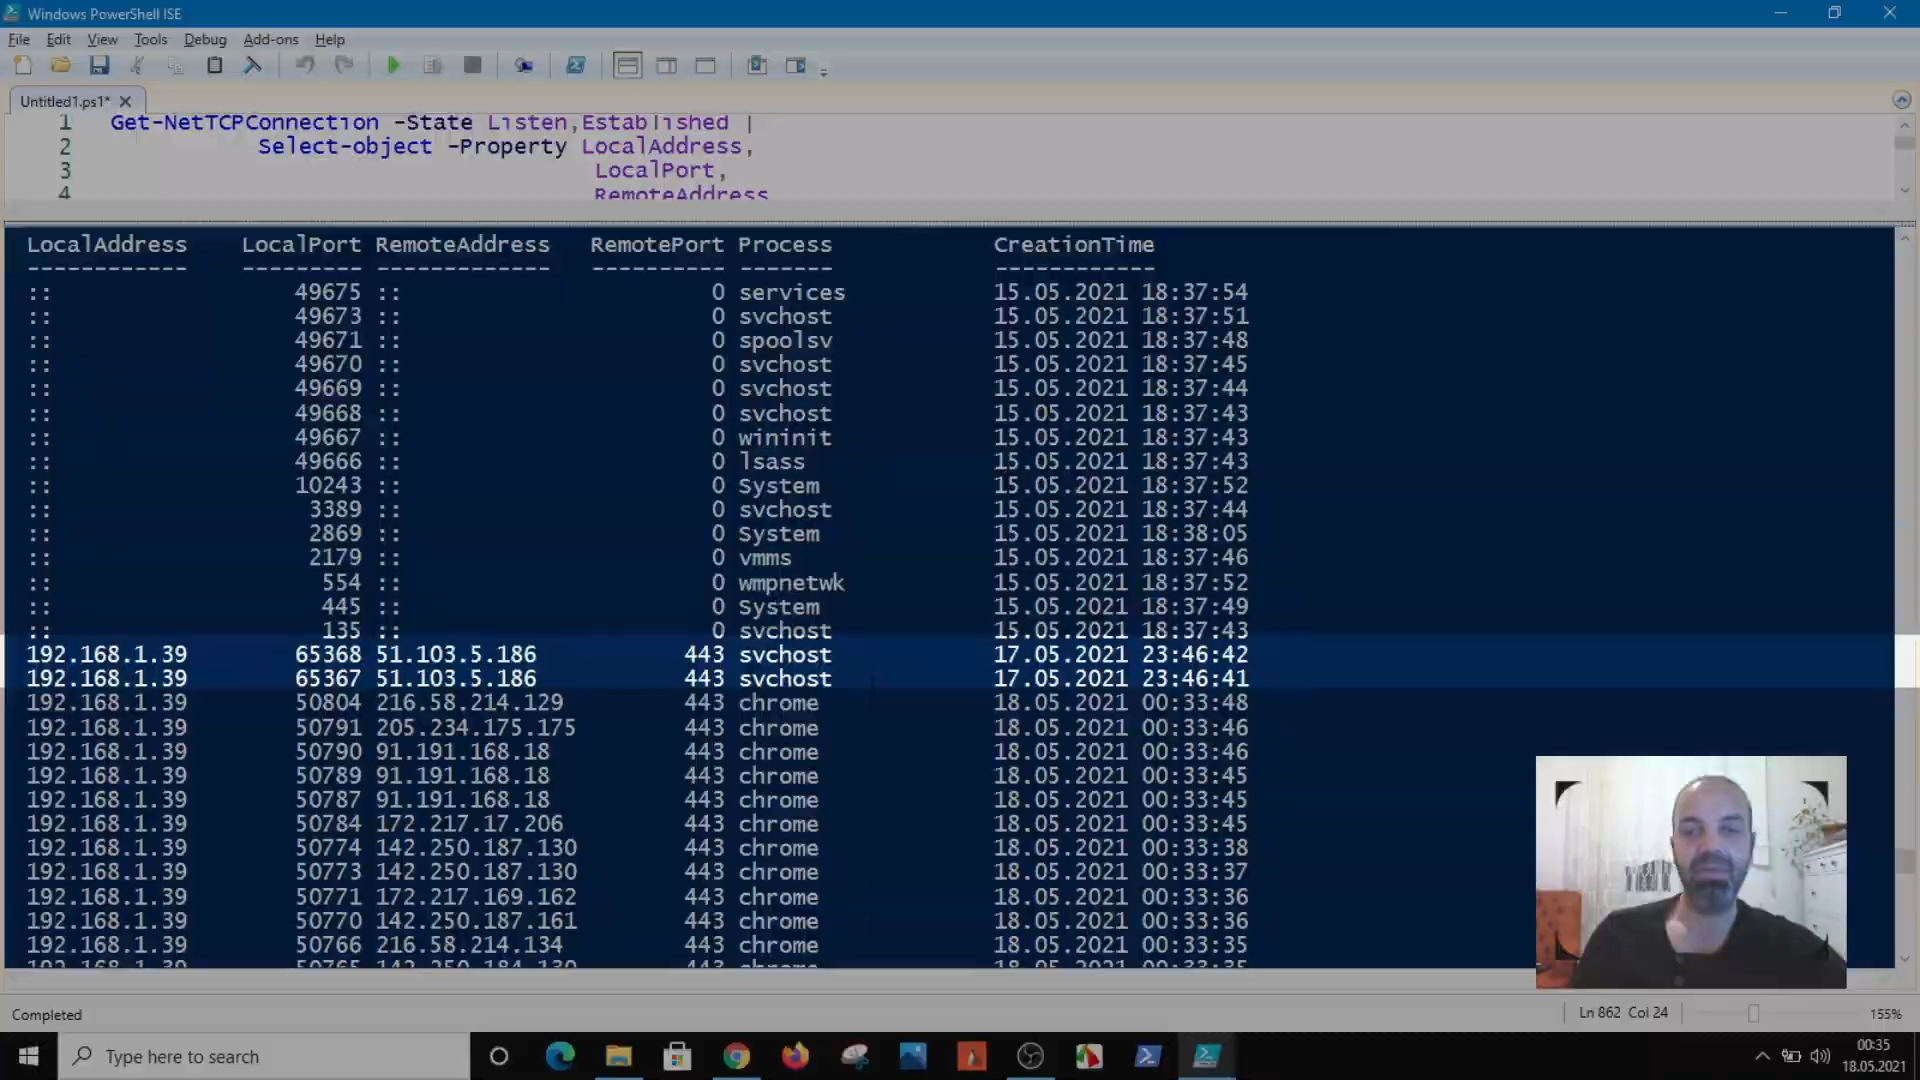 Windows PowerShell ISE
File Edit View Tools Debug Add-ons Help
Untitled1.ps1*
1 Get-NetTCPConnection -State Listen,Established |
2 Select-object -Property LocalAddress,
3 LocalPort,
4 RemoteAddress
LocalAddress LocalPort RemoteAddress RemotePort Process CreationTime
------------ --------- ------------- ---------- ------- ------------
:: 49675 :: 0 services 15.05.2021 18:37:54
:: 49673 :: 0 svchost 15.05.2021 18:37:51
:: 49671 :: 0 spoolsv 15.05.2021 18:37:48
:: 49670 :: 0 svchost 15.05.2021 18:37:45
:: 49669 :: 0 svchost 15.05.2021 18:37:44
:: 49668 :: 0 svchost 15.05.2021 18:37:43
:: 49667 :: 0 wininit 15.05.2021 18:37:43
:: 49666 :: 0 lsass 15.05.2021 18:37:43
:: 10243 :: 0 System 15.05.2021 18:37:52
:: 3389 :: 0 svchost 15.05.2021 18:37:44
:: 2869 :: 0 System 15.05.2021 18:38:05
:: 2179 :: 0 vmms 15.05.2021 18:37:46
:: 554 :: 0 wmpnetwk 15.05.2021 18:37:52
:: 445 :: 0 System 15.05.2021 18:37:49
:: 135 :: 0 svchost 15.05.2021 18:37:43
192.168.1.39 65368 51.103.5.186 443 svchost 17.05.2021 23:46:42
192.168.1.39 65367 51.103.5.186 443 svchost 17.05.2021 23:46:41
192.168.1.39 50804 216.58.214.129 443 chrome 18.05.2021 00:33:48
192.168.1.39 50791 205.234.175.175 443 chrome 18.05.2021 00:33:46
192.168.1.39 50790 91.191.168.18 443 chrome 18.05.2021 00:33:46
192.168.1.39 50789 91.191.168.18 443 chrome 18.05.2021 00:33:45
192.168.1.39 50787 91.191.168.18 443 chrome 18.05.2021 00:33:45
192.168.1.39 50784 172.217.17.206 443 chrome 18.05.2021 00:33:45
192.168.1.39 50774 142.250.187.130 443 chrome 18.05.2021 00:33:38
192.168.1.39 50773 142.250.187.130 443 chrome 18.05.2021 00:33:37
192.168.1.39 50771 172.217.169.162 443 chrome 18.05.2021 00:33:36
192.168.1.39 50770 142.250.187.161 443 chrome 18.05.2021 00:33:36
192.168.1.39 50766 216.58.214.134 443 chrome 18.05.2021 00:33:35
Completed Ln 862 Col 24 155%
Type here to search
00:35
18.05.2021